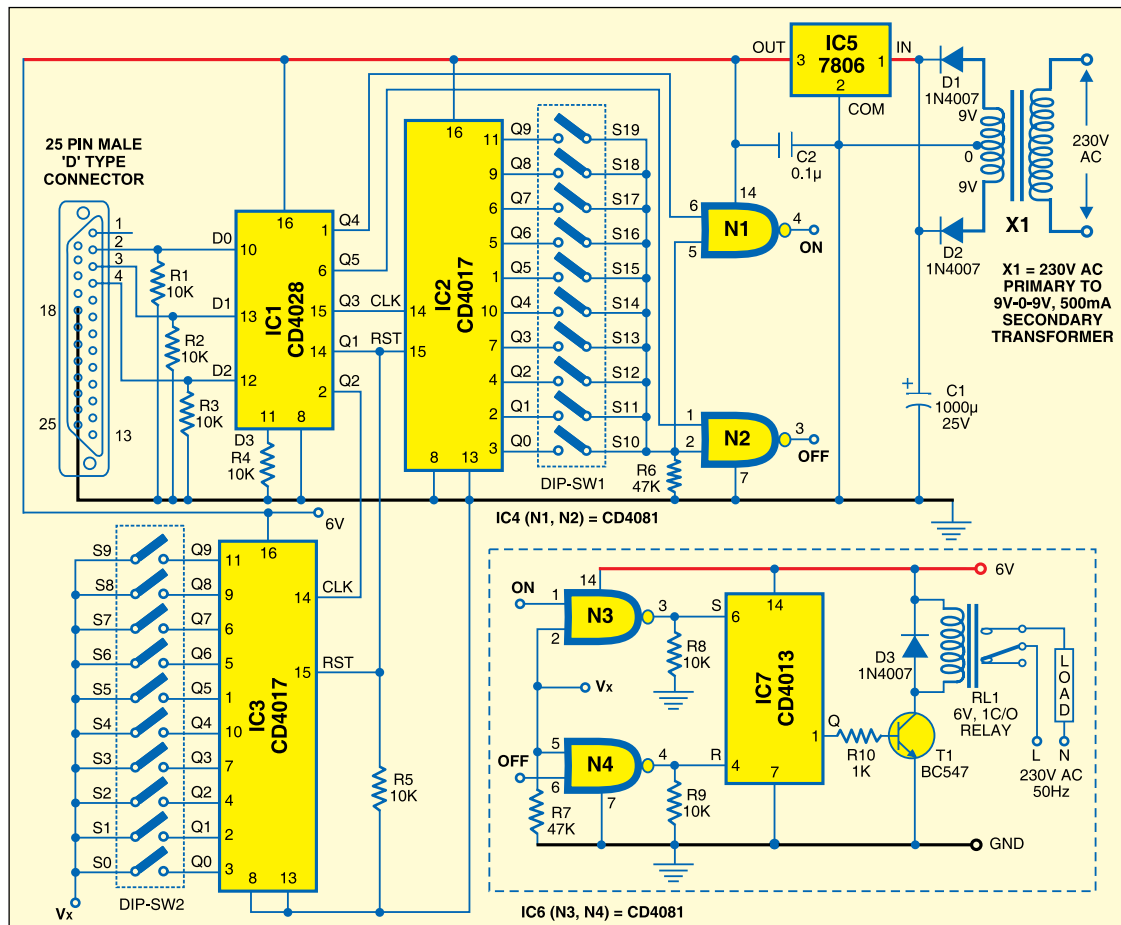 25 PIN MALE
'D' TYPE
CONNECTOR
1
2
3
4
18
25
13
D0
D1
D2
R1
10K
R2
10K
R3
10K
D3
R4
10K
16
10
13
12
11
8
IC1
CD4028
1
6
15
14
2
Q4
Q5
Q3
Q1
Q2
CLK
RST
16
14
15
8
13
IC2
CD4017
11
9
6
5
1
10
7
4
2
3
Q9
Q8
Q7
Q6
Q5
Q4
Q3
Q2
Q1
Q0
S19
S18
S17
S16
S15
S14
S13
S12
S11
S10
DIP-SW1
R6
47K
14
6
5
N1
4
ON
1
2
N2
3
OFF
7
IC4 (N1, N2) = CD4081
OUT
3
IC5
7806
1
IN
2
COM
C2
0.1µ
D1
1N4007
9V
0
9V
D2
1N4007
X1
230V
AC
X1 = 230V AC
PRIMARY TO
9V-0-9V, 500mA
SECONDARY
TRANSFORMER
+
C1
1000µ
25V
6V
S9
S8
S7
S6
S5
S4
S3
S2
S1
S0
Vx
DIP-SW2
Q9
Q8
Q7
Q6
Q5
Q4
Q3
Q2
Q1
Q0
11
9
6
5
1
10
7
4
2
3
16
14
15
8
13
IC3
CD4017
CLK
RST
R5
10K
ON
1
2
14
N3
3
R8
10K
Vx
OFF
5
6
N4
4
7
R7
47K
R9
10K
S
6
R
4
14
IC7
CD4013
7
Q
1
R10
1K
D3
1N4007
T1
BC547
RL1
6V, 1C/O
RELAY
LOAD
L
N
230V AC
50Hz
6V
GND
IC6 (N3, N4) = CD4081